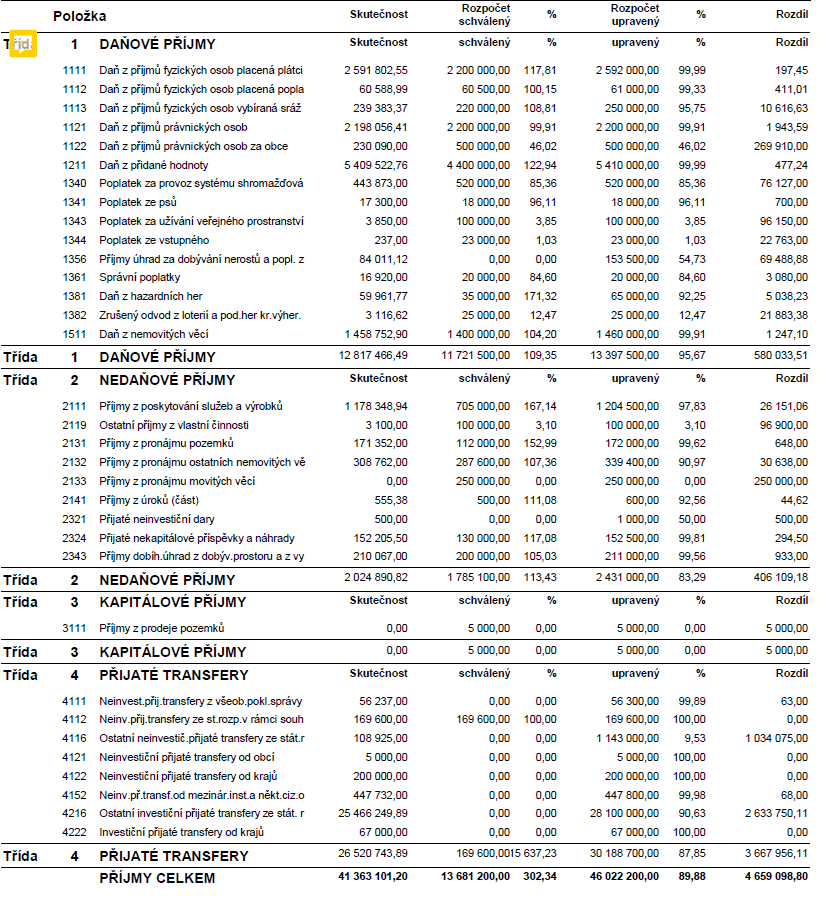 Položka Skutečnost Rozpočet schválený % Rozpočet upravený % Rozdíl
Třída 1 DAŇOVÉ PŘÍJMY Skutečnost schválený % upravený % Rozdíl
1111 Daň z příjmů fyzických osob placená plátci 2 591 802,55 2 200 000,00 117,81 2 592 000,00 99,99 197,45
1112 Daň z příjmů fyzických osob placená popla 60 588,99 60 500,00 100,15 61 000,00 99,33 411,01
1113 Daň z příjmů fyzických osob vybíraná sráž 239 383,37 220 000,00 108,81 250 000,00 95,75 10 616,63
1121 Daň z příjmů právnických osob 2 198 056,41 2 200 000,00 99,91 2 200 000,00 99,91 1 943,59
1122 Daň z příjmů právnických osob za obce 230 090,00 500 000,00 46,02 500 000,00 46,02 269 910,00
1211 Daň z přidané hodnoty 5 409 522,76 4 400 000,00 122,94 5 410 000,00 99,99 477,24
1340 Poplatek za provoz systému shromažďová 443 873,00 520 000,00 85,36 520 000,00 85,36 76 127,00
1341 Poplatek ze psů 17 300,00 18 000,00 96,11 18 000,00 96,11 700,00
1343 Poplatek za užívání veřejného prostranství 3 850,00 100 000,00 3,85 100 000,00 3,85 96 150,00
1344 Poplatek ze vstupného 237,00 23 000,00 1,03 23 000,00 1,03 22 763,00
1356 Příjmy úhrad za dobývání nerostů a popl. z 84 011,12 0,00 0,00 153 500,00 54,73 69 488,88
1361 Správní poplatky 16 920,00 20 000,00 84,60 20 000,00 84,60 3 080,00
1381 Daň z hazardních her 59 961,77 35 000,00 171,32 65 000,00 92,25 5 038,23
1382 Zrušený odvod z loterií a pod.her kr.výher. 3 116,62 25 000,00 12,47 25 000,00 12,47 21 883,38
1511 Daň z nemovitých věcí 1 458 752,90 1 400 000,00 104,20 1 460 000,00 99,91 1 247,10
Třída 1 DAŇOVÉ PŘÍJMY 12 817 466,49 11 721 500,00 109,35 13 397 500,00 95,67 580 033,51
Třída 2 NEDAŇOVÉ PŘÍJMY Skutečnost schválený % upravený % Rozdíl
2111 Příjmy z poskytování služeb a výrobků 1 178 348,94 705 000,00 167,14 1 204 500,00 97,83 26 151,06
2119 Ostatní příjmy z vlastní činnosti 3 100,00 100 000,00 3,10 100 000,00 3,10 96 900,00
2131 Příjmy z pronájmu pozemků 171 352,00 112 000,00 152,99 172 000,00 99,62 648,00
2132 Příjmy z pronájmu ostatních nemovitých vě 308 762,00 287 600,00 107,36 339 400,00 90,97 30 638,00
2133 Příjmy z pronájmu movitých věcí 0,00 250 000,00 0,00 250 000,00 0,00 250 000,00
2141 Příjmy z úroků (část) 555,38 500,00 111,08 600,00 92,56 44,62
2321 Přijaté neinvestiční dary 500,00 0,00 0,00 1 000,00 50,00 500,00
2324 Přijaté nekapitálové příspěvky a náhrady 152 205,50 130 000,00 117,08 152 500,00 99,81 294,50
2343 Příjmy dobíh.úhrad z dobýv.prostoru a z vy 210 067,00 200 000,00 105,03 211 000,00 99,56 933,00
Třída 2 NEDAŇOVÉ PŘÍJMY 2 024 890,82 1 785 100,00 113,43 2 431 000,00 83,29 406 109,18
Třída 3 KAPITÁLOVÉ PŘÍJMY Skutečnost schválený % upravený % Rozdíl
3111 Příjmy z prodeje pozemků 0,00 5 000,00 0,00 5 000,00 0,00 5 000,00
Třída 3 KAPITÁLOVÉ PŘÍJMY 0,00 5 000,00 0,00 5 000,00 0,00 5 000,00
Třída 4 PŘIJATÉ TRANSFERY Skutečnost schválený % upravený % Rozdíl
4111 Neinvest.přij.transfery z všeob.pokl.správy 56 237,00 0,00 0,00 56 300,00 99,89 63,00
4112 Neinv.přij.transfery ze st.rozp.v rámci souh 169 600,00 169 600,00 100,00 169 600,00 100,00 0,00
4116 Ostatní neinvestič.přijaté transfery ze stát.r 108 925,00 0,00 0,00 1 143 000,00 9,53 1 034 075,00
4121 Neinvestiční přijaté transfery od obcí 5 000,00 0,00 0,00 5 000,00 100,00 0,00
4122 Neinvestiční přijaté transfery od krajů 200 000,00 0,00 0,00 200 000,00 100,00 0,00
4152 Neinv.př.transf.od mezinár.inst.a někt.ciz.o 447 732,00 0,00 0,00 447 800,00 99,98 68,00
4216 Ostatní investiční přijaté transfery ze stát. r 25 466 249,89 0,00 0,00 28 100 000,00 90,63 2 633 750,11
4222 Investiční přijaté transfery od krajů 67 000,00 0,00 0,00 67 000,00 100,00 0,00
Třída 4 PŘIJATÉ TRANSFERY 26 520 743,89 169 600,0015 637,23 30 188 700,00 87,85 3 667 956,11
PŘÍJMY CELKEM 41 363 101,20 13 681 200,00 302,34 46 022 200,00 89,88 4 659 098,80